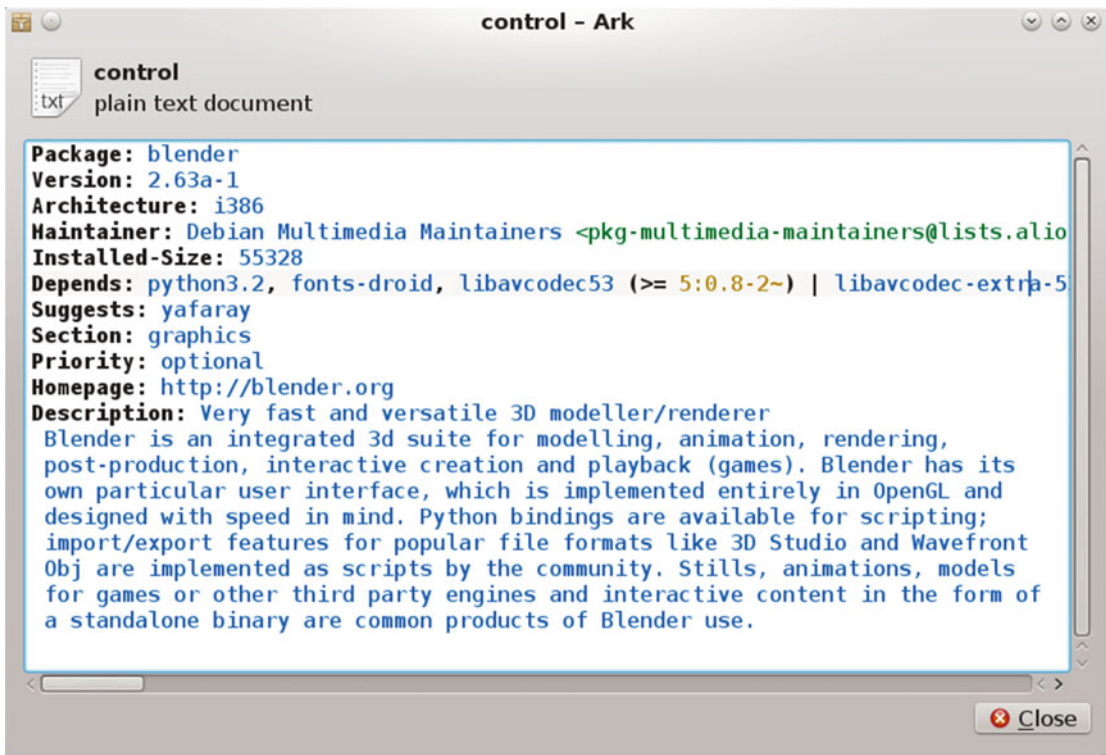 control – Ark
control
txt
plain text document
Package: blender
Version: 2.63a-1
Architecture: i386
Maintainer: Debian Multimedia Maintainers <pkg-multimedia-maintainers@lists.alio
Installed-Size: 55328
Depends: python3.2, fonts-droid, libavcodec53 (>= 5:0.8-2~) | libavcodec-extra-5
Suggests: yafaray
Section: graphics
Priority: optional
Homepage: http://blender.org
Description: Very fast and versatile 3D modeller/renderer
Blender is an integrated 3d suite for modelling, animation, rendering,
post-production, interactive creation and playback (games). Blender has its
own particular user interface, which is implemented entirely in OpenGL and
designed with speed in mind. Python bindings are available for scripting;
import/export features for popular file formats like 3D Studio and Wavefront
Obj are implemented as scripts by the community. Stills, animations, models
for games or other third party engines and interactive content in the form of
a standalone binary are common products of Blender use.
Close